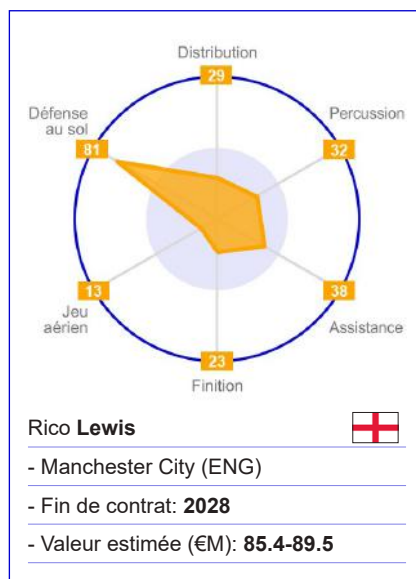 Distribution
29
Défense
au sol
81
Percussion
32
13
Jeu
aérien
38
Assistance
23
Finition
Rico Lewis
- Manchester City (ENG)
- Fin de contrat: 2028
- Valeur estimée (€M): 85.4-89.5